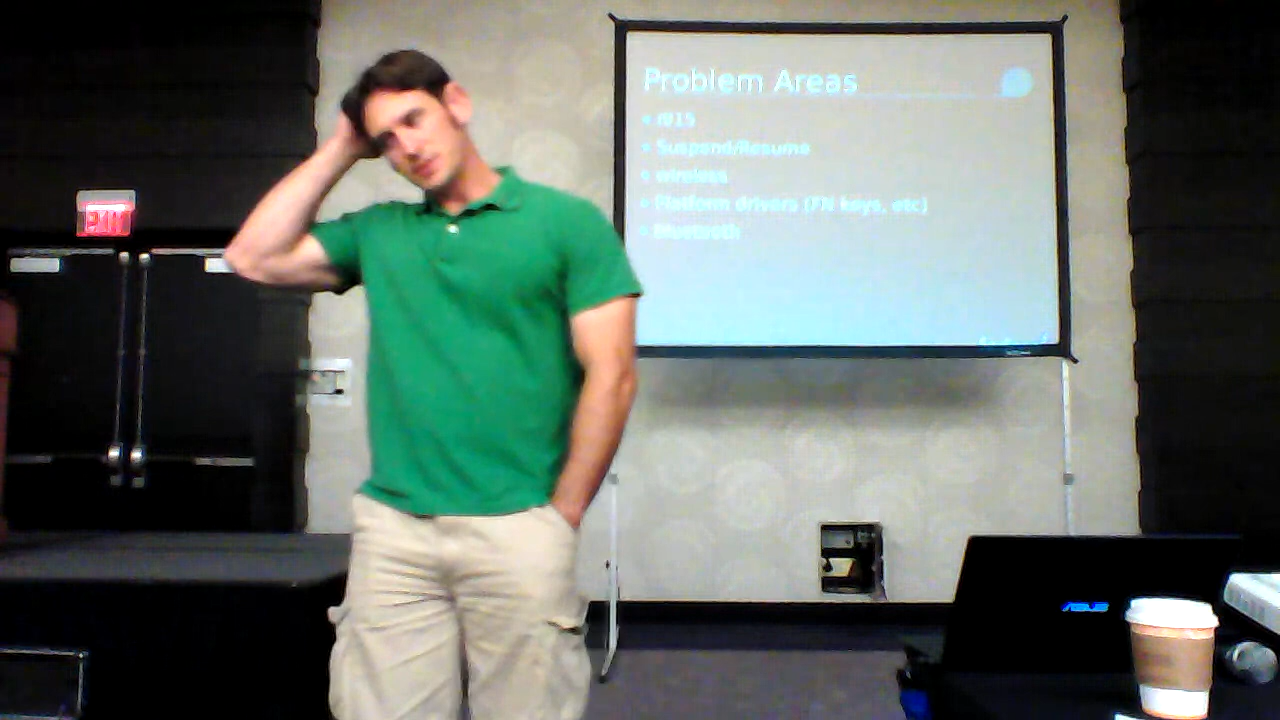 EXIT
Problem Areas
i915
Suspend/Resume
wireless
Platform drivers (FN keys, etc)
Bluetooth
ASUS